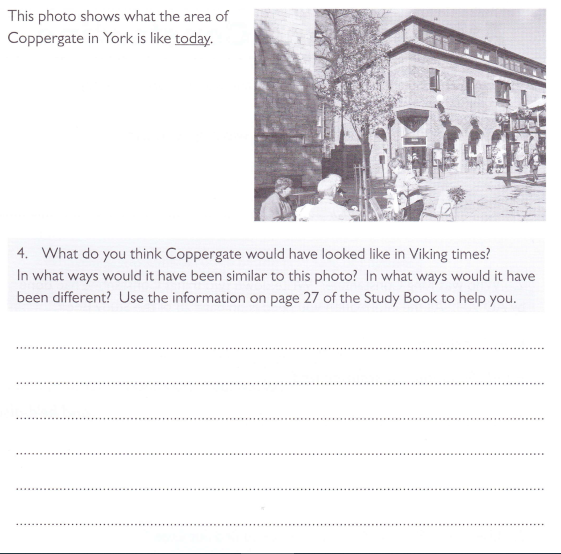 This photo shows what the area of
Coppergate in York is like today.
4. What do you think Coppergate would have looked like in Viking times?
In what ways would it have been similar to this photo? In what ways would it have
been different? Use the information on page 27 of the Study Book to help you.